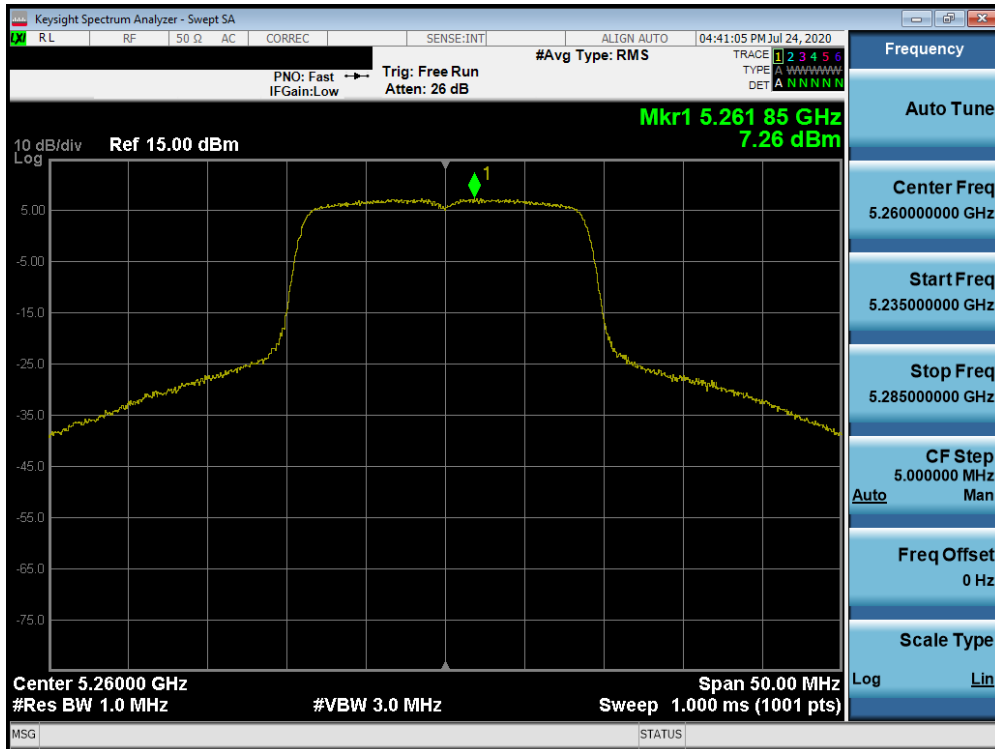 Keysight Spectrum Analyzer - Swept SA
LXI RL RF 50 Ω AC CORREC SENSE:INT ALIGN AUTO 04:41:05 PM Jul 24, 2020
#Avg Type: RMS TRACE 1 2 3 4 5 6
PNO: Fast Trig: Free Run TYPE A WWWWW
IFGain:Low Atten: 26 dB DET A N N N N N
Mkr1 5.261 85 GHz
7.26 dBm
10 dB/div Ref 15.00 dBm
Log
1
5.00
-5.00
-15.0
-25.0
-35.0
-45.0
-55.0
-65.0
-75.0
Center 5.26000 GHz Span 50.00 MHz
#Res BW 1.0 MHz #VBW 3.0 MHz Sweep 1.000 ms (1001 pts)
MSG STATUS
Frequency
Auto Tune
Center Freq
5.260000000 GHz
Start Freq
5.235000000 GHz
Stop Freq
5.285000000 GHz
CF Step
5.000000 MHz
Auto Man
Freq Offset
0 Hz
Scale Type
Log Lin